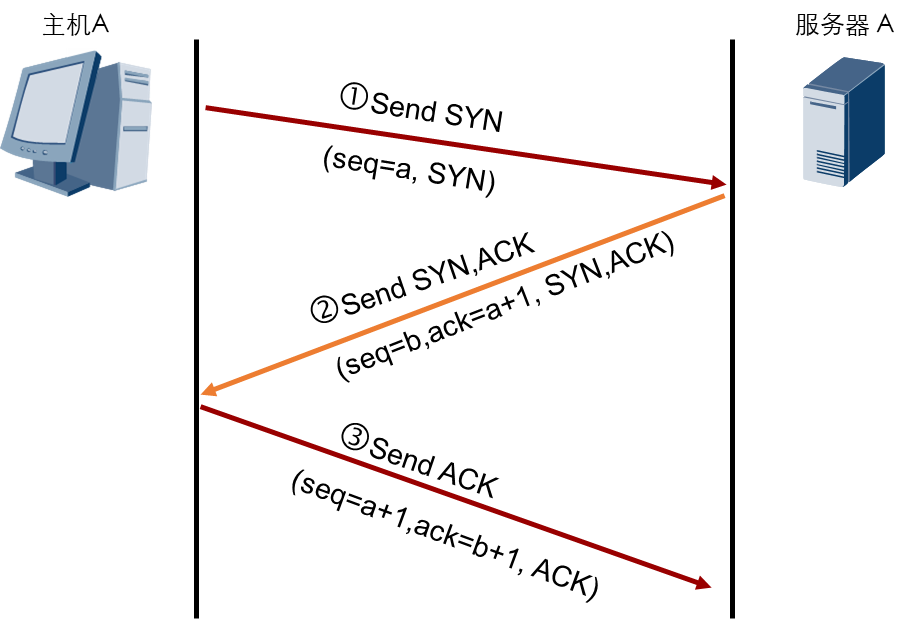 主机A
服务器 A
①Send SYN
(seq=a, SYN)
②Send SYN,ACK
(seq=b,ack=a+1, SYN,ACK)
③Send ACK
(seq=a+1,ack=b+1, ACK)